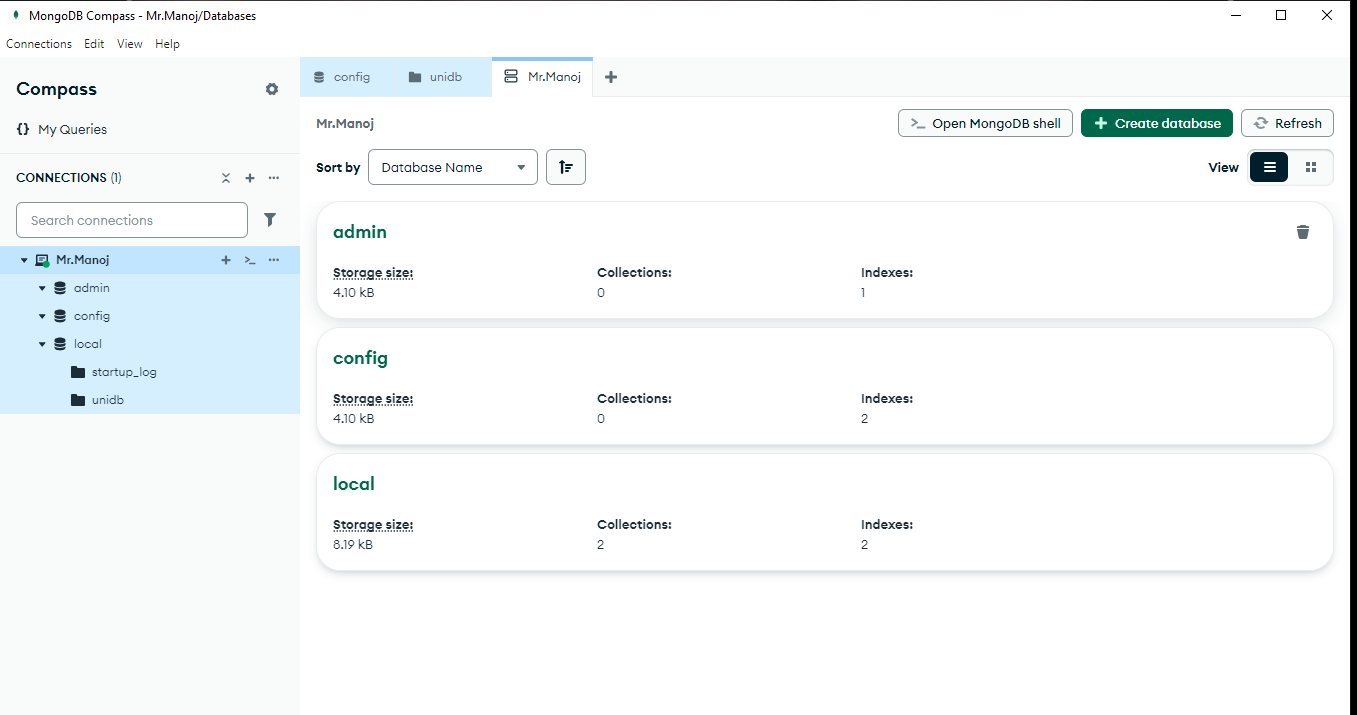 MongoDB Compass - Mr.Manoj/Databases
Connections Edit View Help
Compass
{} My Queries
CONNECTIONS (1)
Search connections
Mr.Manoj
admin
config
local
startup_log
unidb
config unidb Mr.Manoj
Mr.Manoj
>_ Open MongoDB shell + Create database Refresh
Sort by Database Name View
admin
Storage size: Collections: Indexes:
4.10 kB 0 1
config
Storage size: Collections: Indexes:
4.10 kB 0 2
local
Storage size: Collections: Indexes:
8.19 kB 2 2